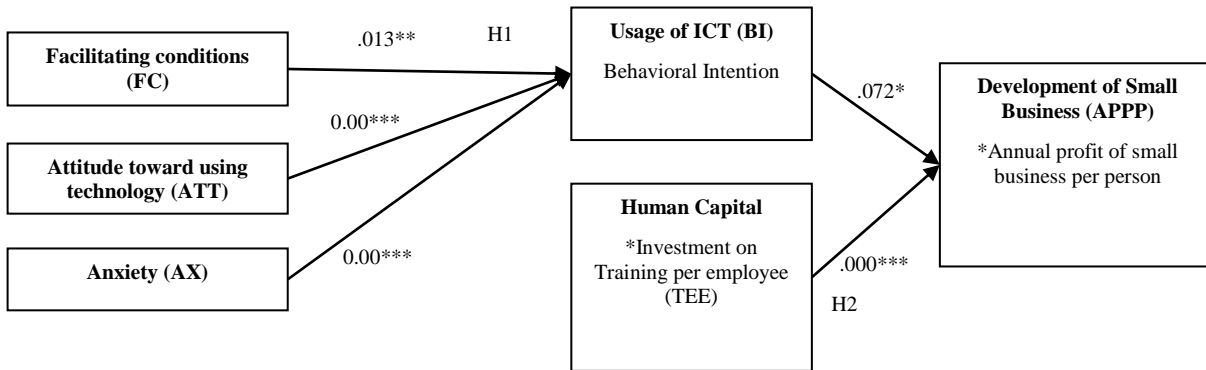 Facilitating conditions
(FC)
.013**
H1
Attitude toward using
technology (ATT)
0.00***
Anxiety (AX)
0.00***
Usage of ICT (BI)
Behavioral Intention
.072*
Human Capital
*Investment on
Training per employee
(TEE)
.000***
H2
Development of Small
Business (APPP)
*Annual profit of small
business per person